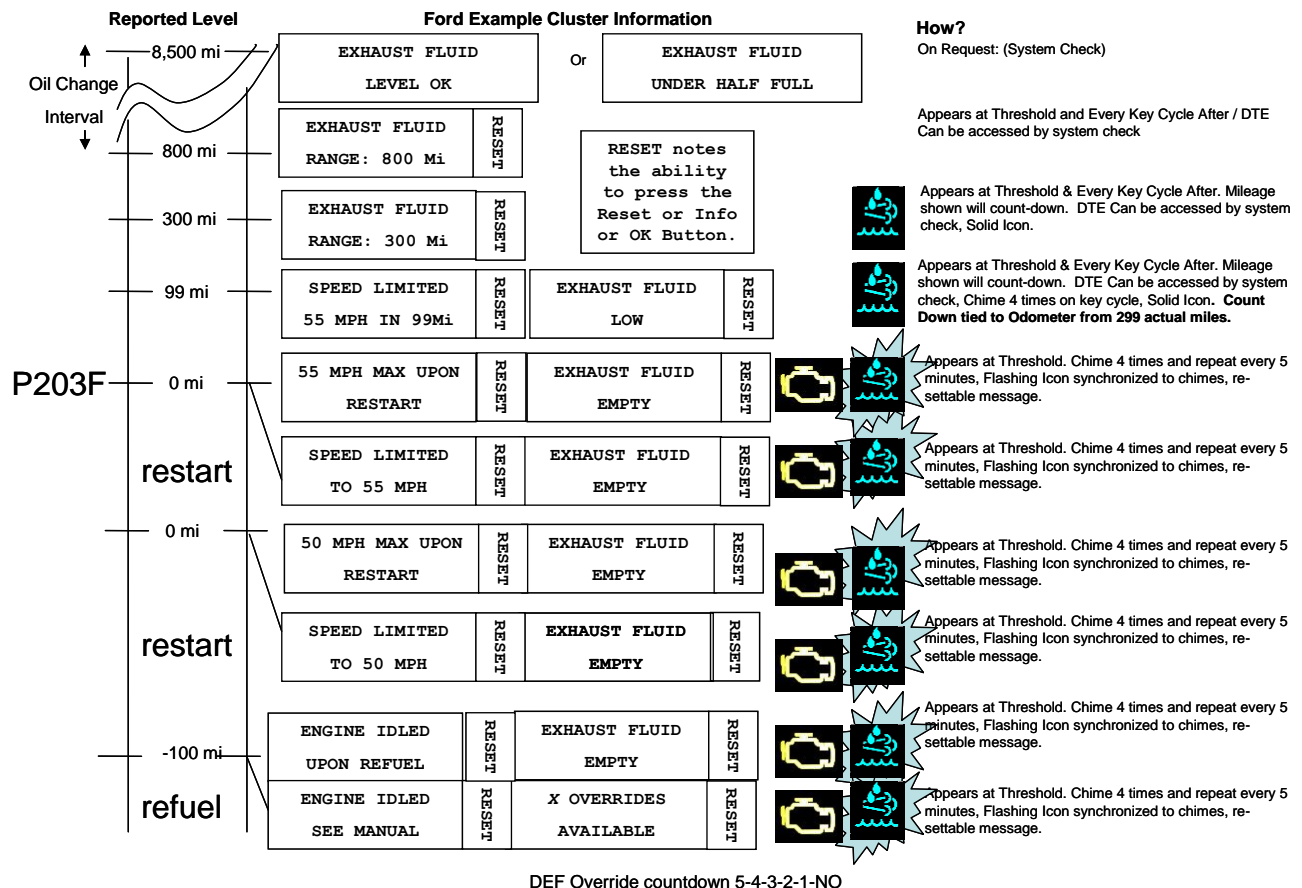 Reported Level
Ford Example Cluster Information
How?
8,500 mi
Oil Change
Interval
EXHAUST FLUID
LEVEL OK
Or
EXHAUST FLUID
UNDER HALF FULL
On Request: (System Check)
800 mi
EXHAUST FLUID
RANGE: 800 Mi
RESET
RESET notes
the ability
to press the
Reset or Info
or OK Button.
Appears at Threshold and Every Key Cycle After / DTE
Can be accessed by system check
300 mi
EXHAUST FLUID
RANGE: 300 Mi
RESET
Appears at Threshold & Every Key Cycle After. Mileage
shown will count-down. DTE Can be accessed by system
check, Solid Icon.
99 mi
SPEED LIMITED
55 MPH IN 99Mi
RESET
EXHAUST FLUID
LOW
RESET
Appears at Threshold & Every Key Cycle After. Mileage
shown will count-down. DTE Can be accessed by system
check, Chime 4 times on key cycle, Solid Icon. Count
Down tied to Odometer from 299 actual miles.
P203F
0 mi
55 MPH MAX UPON
RESTART
RESET
EXHAUST FLUID
EMPTY
RESET
Appears at Threshold. Chime 4 times and repeat every 5
minutes, Flashing Icon synchronized to chimes, re-
settable message.
restart
SPEED LIMITED
TO 55 MPH
RESET
EXHAUST FLUID
EMPTY
RESET
Appears at Threshold. Chime 4 times and repeat every 5
minutes, Flashing Icon synchronized to chimes, re-
settable message.
0 mi
50 MPH MAX UPON
RESTART
RESET
EXHAUST FLUID
EMPTY
RESET
Appears at Threshold. Chime 4 times and repeat every 5
minutes, Flashing Icon synchronized to chimes, re-
settable message.
restart
SPEED LIMITED
TO 50 MPH
RESET
EXHAUST FLUID
EMPTY
RESET
Appears at Threshold. Chime 4 times and repeat every 5
minutes, Flashing Icon synchronized to chimes, re-
settable message.
-100 mi
ENGINE IDLED
UPON REFUEL
RESET
EXHAUST FLUID
EMPTY
RESET
Appears at Threshold. Chime 4 times and repeat every 5
minutes, Flashing Icon synchronized to chimes, re-
settable message.
refuel
ENGINE IDLED
SEE MANUAL
RESET
X OVERRIDES
AVAILABLE
RESET
Appears at Threshold. Chime 4 times and repeat every 5
minutes, Flashing Icon synchronized to chimes, re-
settable message.
DEF Override countdown 5-4-3-2-1-NO